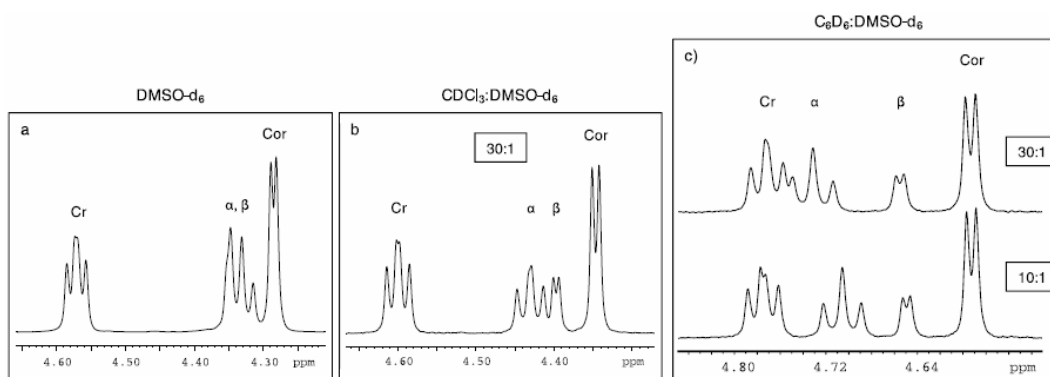 DMSO-d₆
a
Cor
α, β
Cr
4.60 4.50 4.40 4.30 ppm
CDCl₃:DMSO-d₆
b
30:1
Cor
Cr
α
β
4.60 4.50 4.40 ppm
C₆D₆:DMSO-d₆
c)
Cor
Cr α β
30:1
10:1
4.80 4.72 4.64 ppm